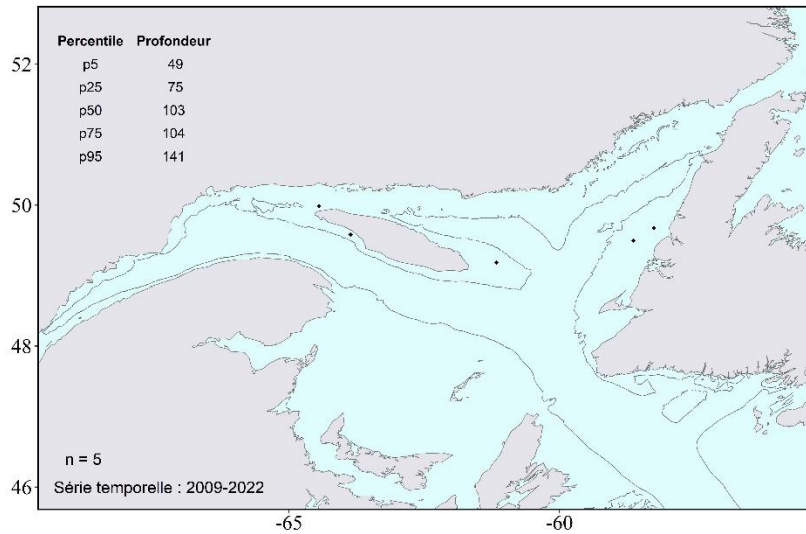 Percentile Profondeur
p5 49
p25 75
p50 103
p75 104
p95 141
52
50
48
46
n = 5
Série temporelle : 2009-2022
-65 -60